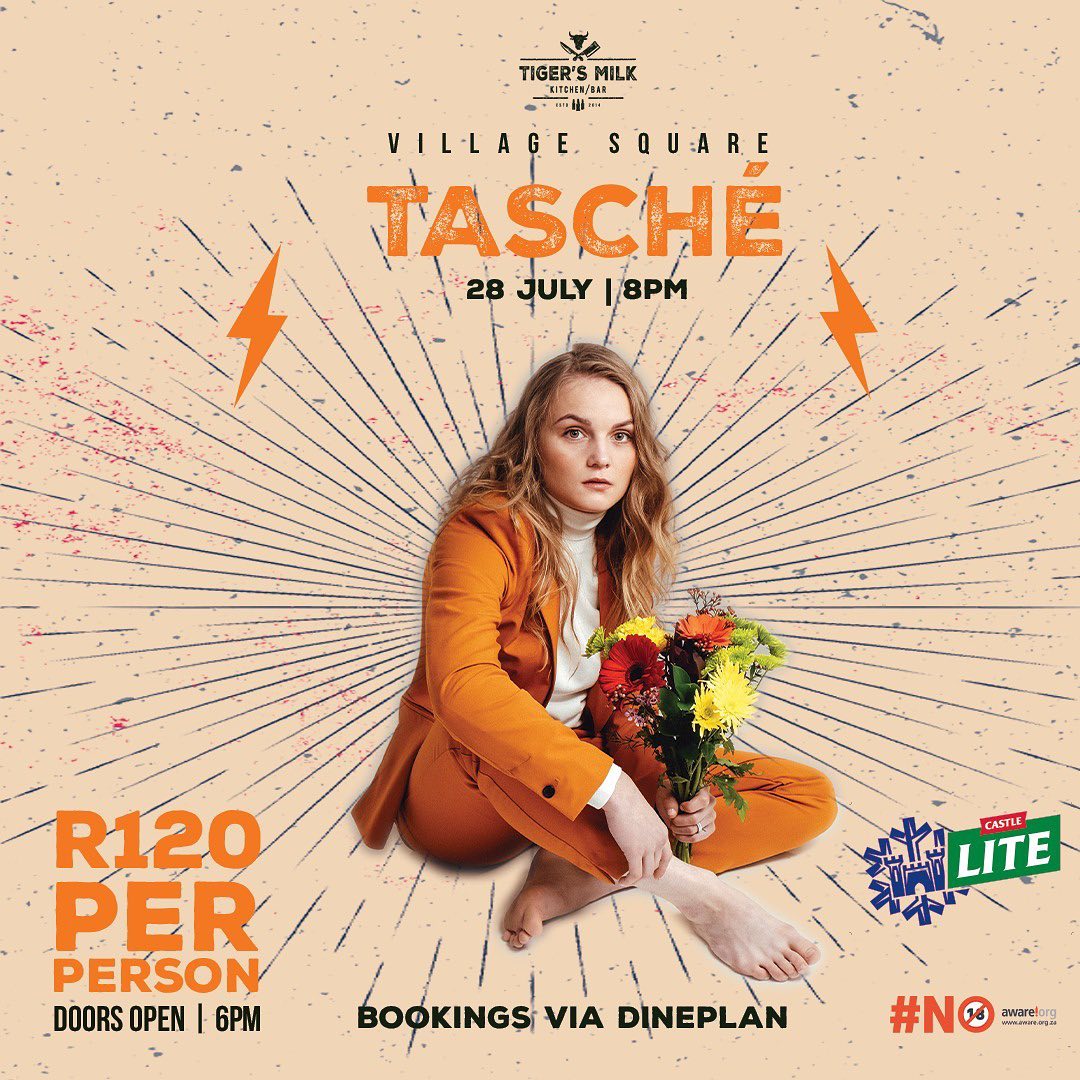 TIGER'S MILK
KITCHEN/BAR
ESTD 2014
VILLAGE SQUARE
TASCHÉ
28 JULY | 8PM
CASTLE
LITE
R120
PER
PERSON
DOORS OPEN | 6PM
BOOKINGS VIA DINEPLAN
#NO 18
aware!org
www.aware.org.za